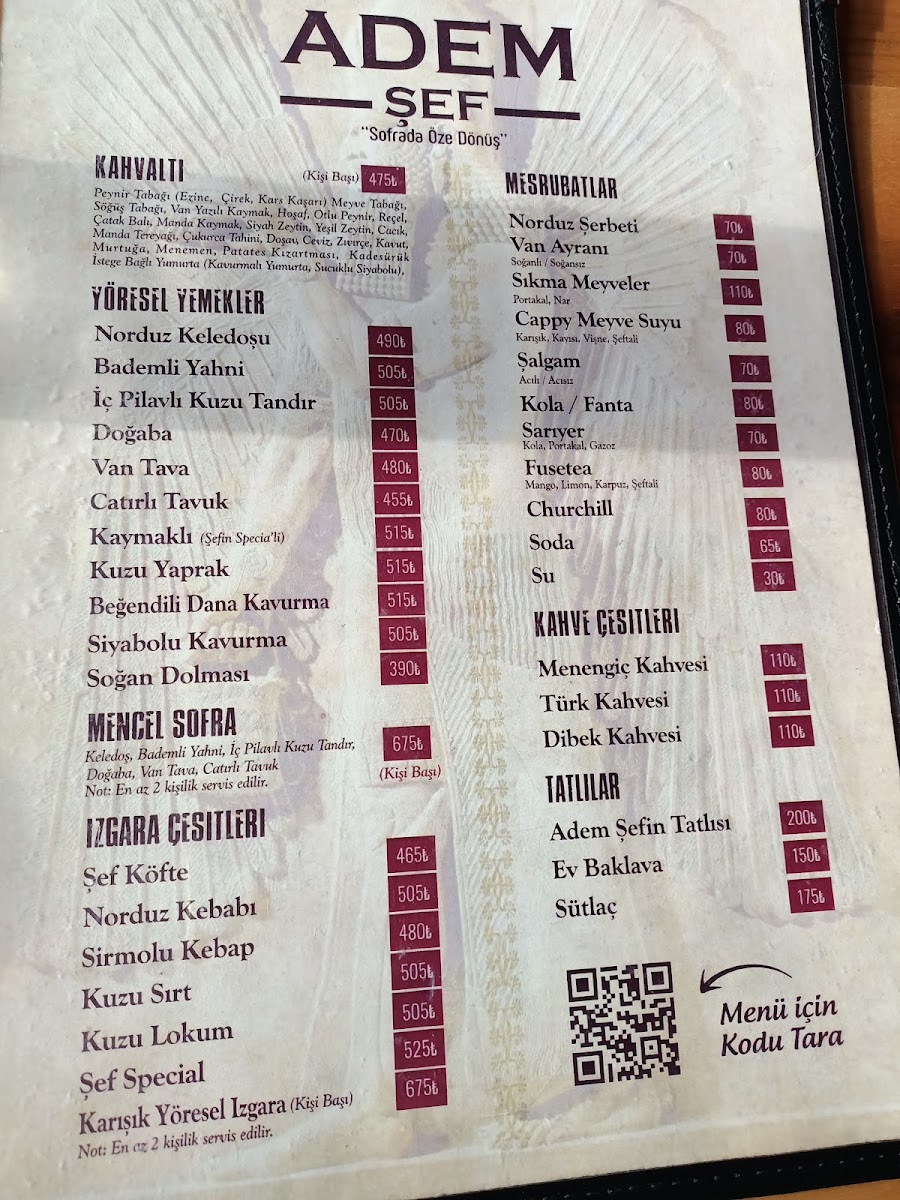 ADEM
ŞEF
"Sofrada Öze Dönüş"
KAHVALTI (Kişi Başı) 475₺
Peynir Tabağı (Ezine, Çirek, Kars Kaşarı) Meyve Tabağı,
Söğüş Tabağı, Van Yazılı Kaymak, Hoşaf, Otlu Peynir, Reçel,
Çatak Balı, Manda Kaymak, Siyah Zeytin, Yeşil Zeytin, Cacık,
Manda Tereyağı, Çukurca Tahini, Doşav, Ceviz, Zıvırçe, Kavut,
Murtuğa, Menemen, Patates Kızartması, Kadesürük
İstege Bağlı Yumurta (Kavurmalı Yumurta, Sucuklu Siyabolu),
YÖRESEL YEMEKLER
Norduz Keledoşu 490₺
Bademli Yahni 505₺
İç Pilavlı Kuzu Tandır 505₺
Doğaba 470₺
Van Tava 480₺
Catırlı Tavuk 455₺
Kaymaklı (Şefin Specia'li) 515₺
Kuzu Yaprak 515₺
Beğendili Dana Kavurma 515₺
Siyabolu Kavurma 505₺
Soğan Dolması 390₺
MENCEL SOFRA 675₺
Keledoş, Bademli Yahni, İç Pilavlı Kuzu Tandır,
Doğaba, Van Tava, Catırlı Tavuk (Kişi Başı)
Not: En az 2 kişilik servis edilir.
IZGARA ÇESITLERI
Şef Köfte 465₺
Norduz Kebabı 505₺
Sirmolu Kebap 480₺
Kuzu Sırt 505₺
Kuzu Lokum 505₺
Şef Special 525₺
Karışık Yöresel Izgara (Kişi Başı) 675₺
Not: En az 2 kişilik servis edilir.
MESRUBATLAR
Norduz Şerbeti 70₺
Van Ayranı 70₺
Soğanlı / Soğansız
Sıkma Meyveler 110₺
Portakal, Nar
Cappy Meyve Suyu 80₺
Karışık, Kayısı, Vişne, Şeftali
Şalgam 70₺
Acılı / Acısız
Kola / Fanta 80₺
Sarıyer 70₺
Kola, Portakal, Gazoz
Fusetea 80₺
Mango, Limon, Karpuz, Şeftali
Churchill 80₺
Soda 65₺
Su 30₺
KAHVE ÇESITLERI
Menengiç Kahvesi 110₺
Türk Kahvesi 110₺
Dibek Kahvesi 110₺
TATLILAR
Adem Şefin Tatlısı 200₺
Ev Baklava 150₺
Sütlaç 175₺
Menü için
Kodu Tara